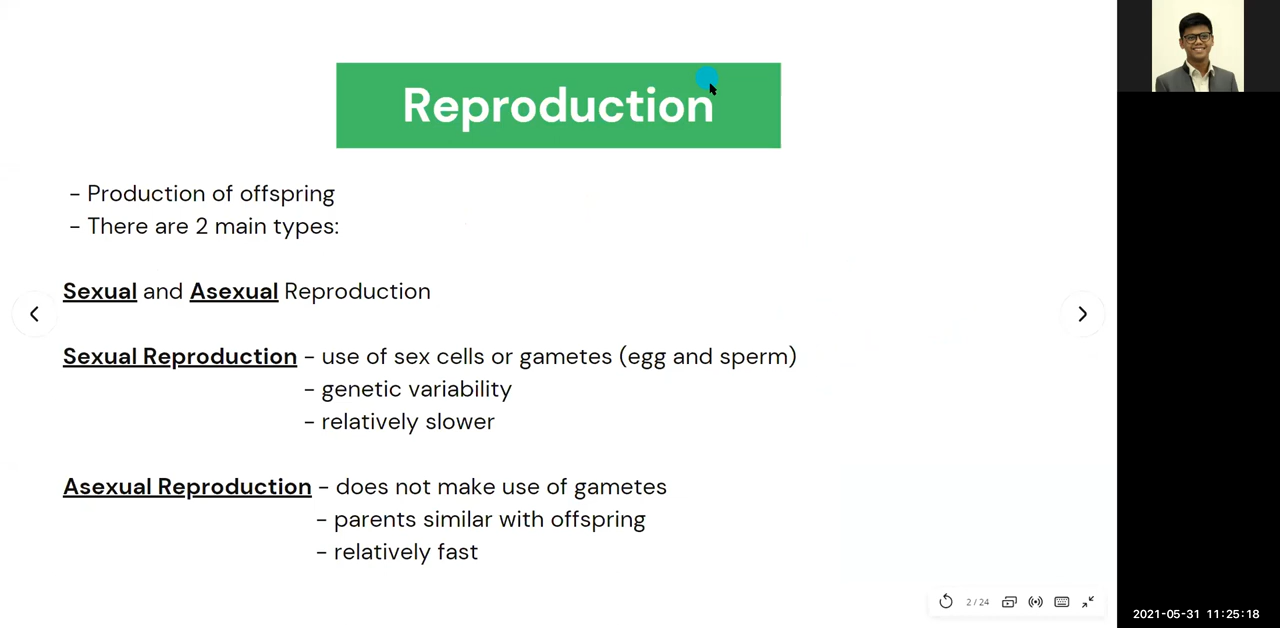 Reproduction
- Production of offspring
- There are 2 main types:
Sexual and Asexual Reproduction
Sexual Reproduction - use of sex cells or gametes (egg and sperm)
- genetic variability
- relatively slower
Asexual Reproduction - does not make use of gametes
- parents similar with offspring
- relatively fast
2 / 24
2021-05-31 11:25:18